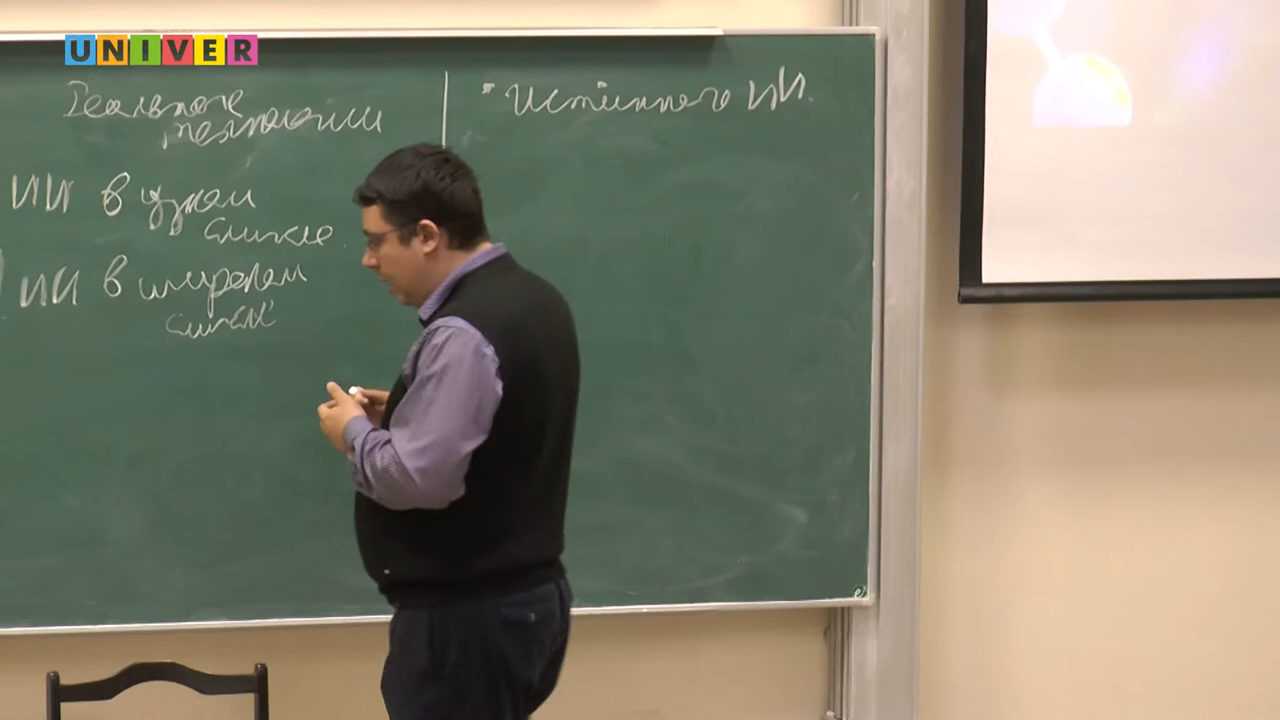 UNIVER
Реальные
технологии
"Истинного ИИ.
ИИ в узком
смысле.
ИИ в широком
смысле